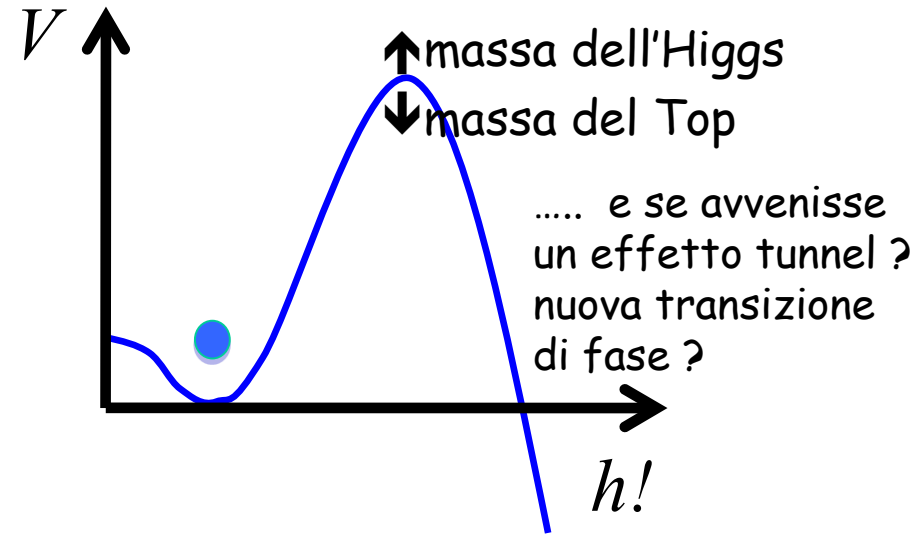 V
↑massa dell'Higgs
↓massa del Top
..... e se avvenisse
un effetto tunnel ?
nuova transizione
di fase ?
h!